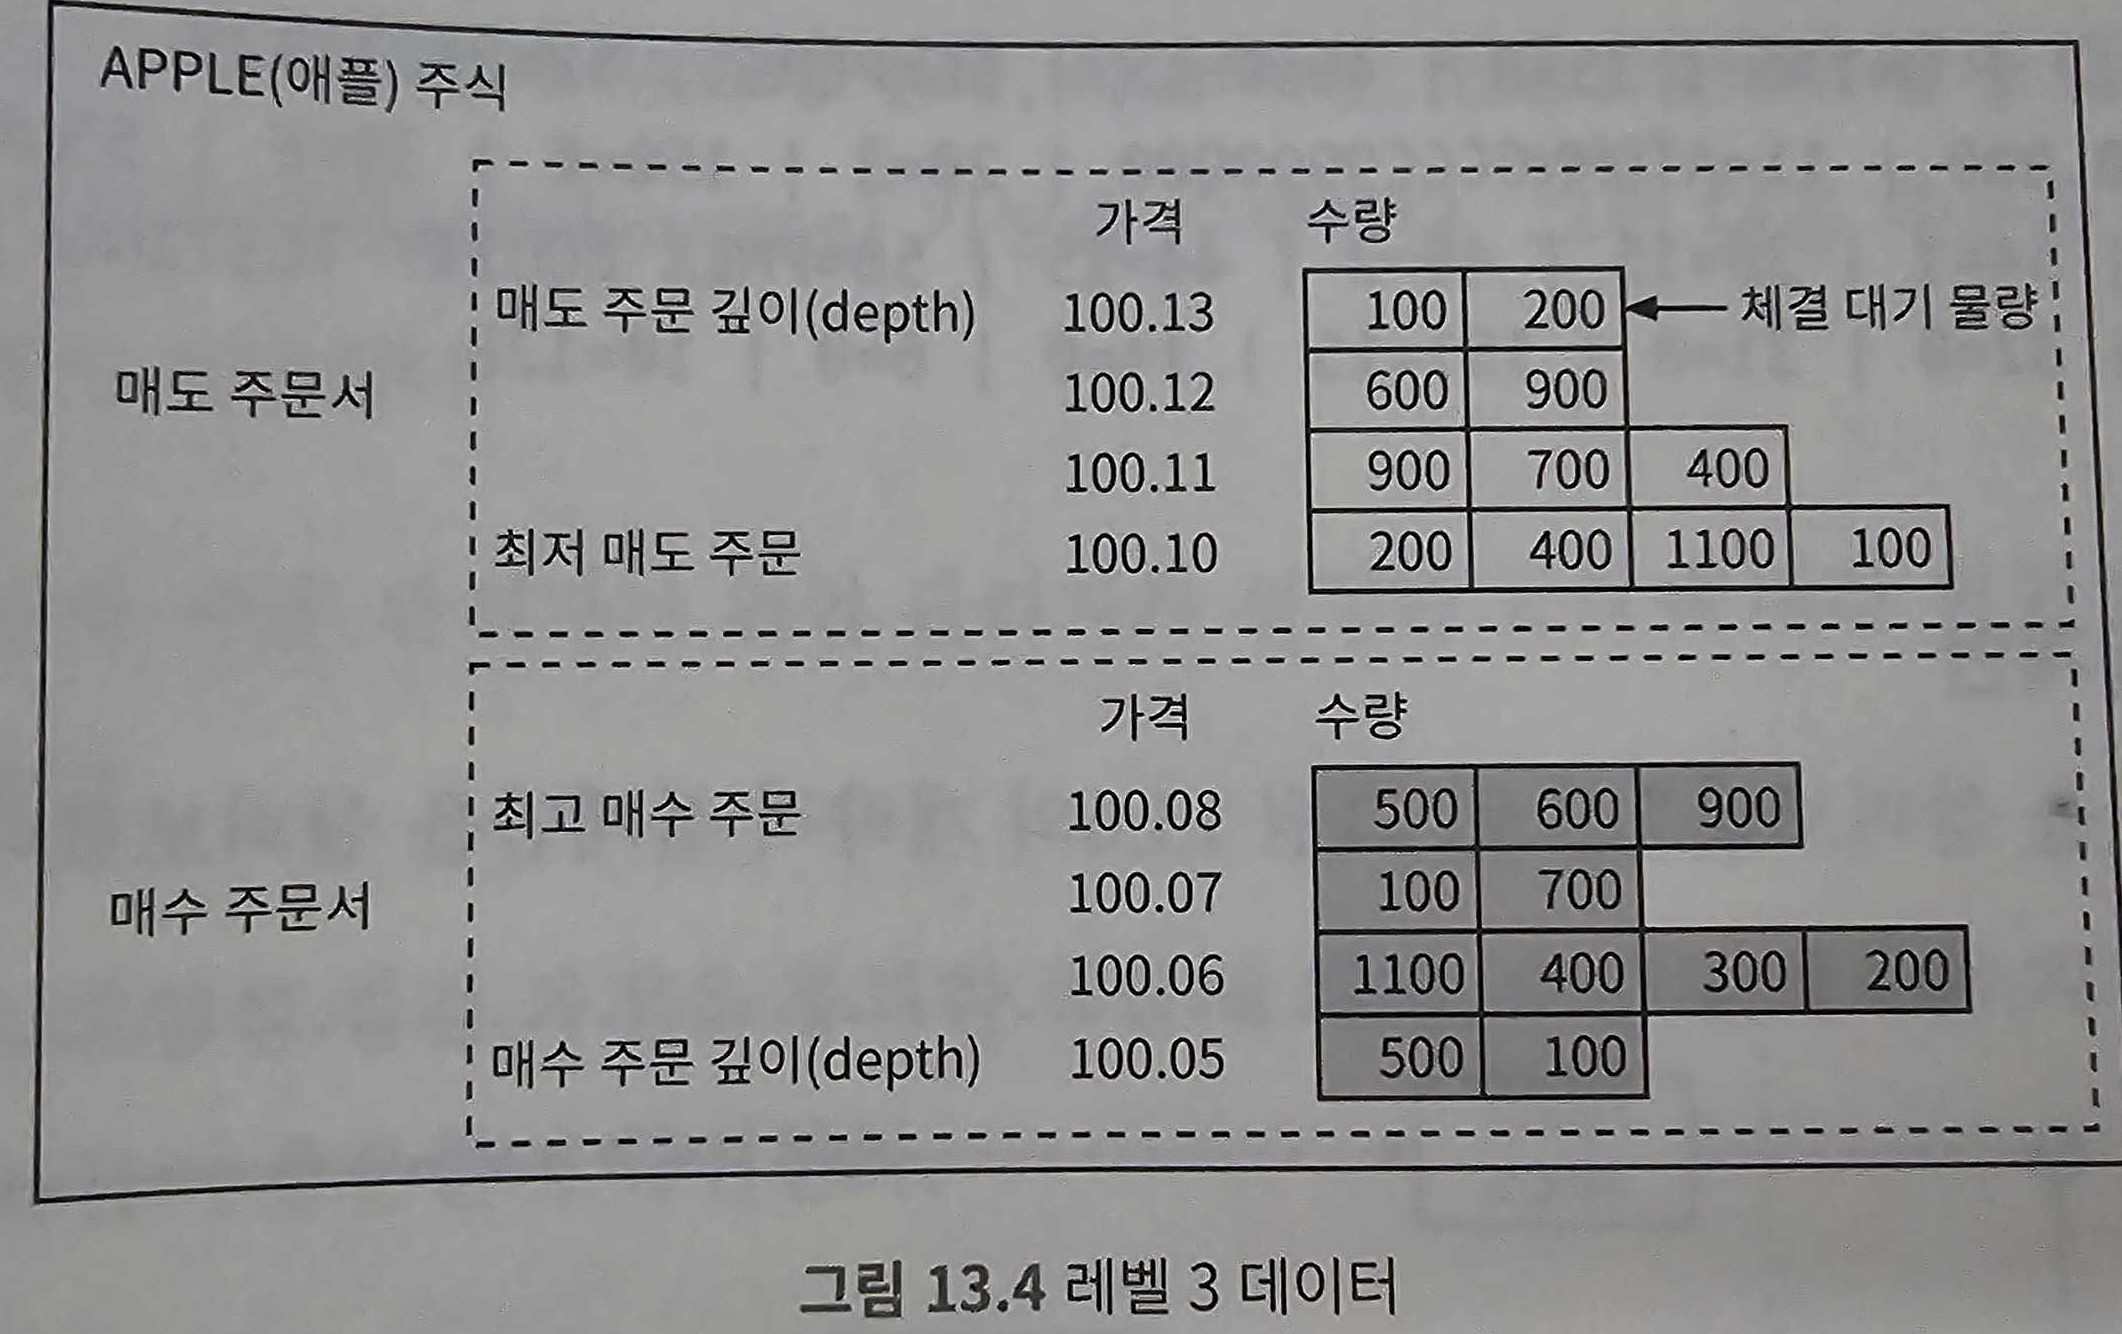 APPLE(애플) 주식
가격 수량
매도 주문 깊이(depth) 100.13 100 200 체결 대기 물량
매도 주문서
100.12 600 900
100.11 900 700 400
최저 매도 주문 100.10 200 400 1100 100
가격 수량
최고 매수 주문 100.08 500 600 900
100.07 100 700
매수 주문서
100.06 1100 400 300 200
매수 주문 깊이(depth) 100.05 500 100
그림 13.4 레벨 3 데이터